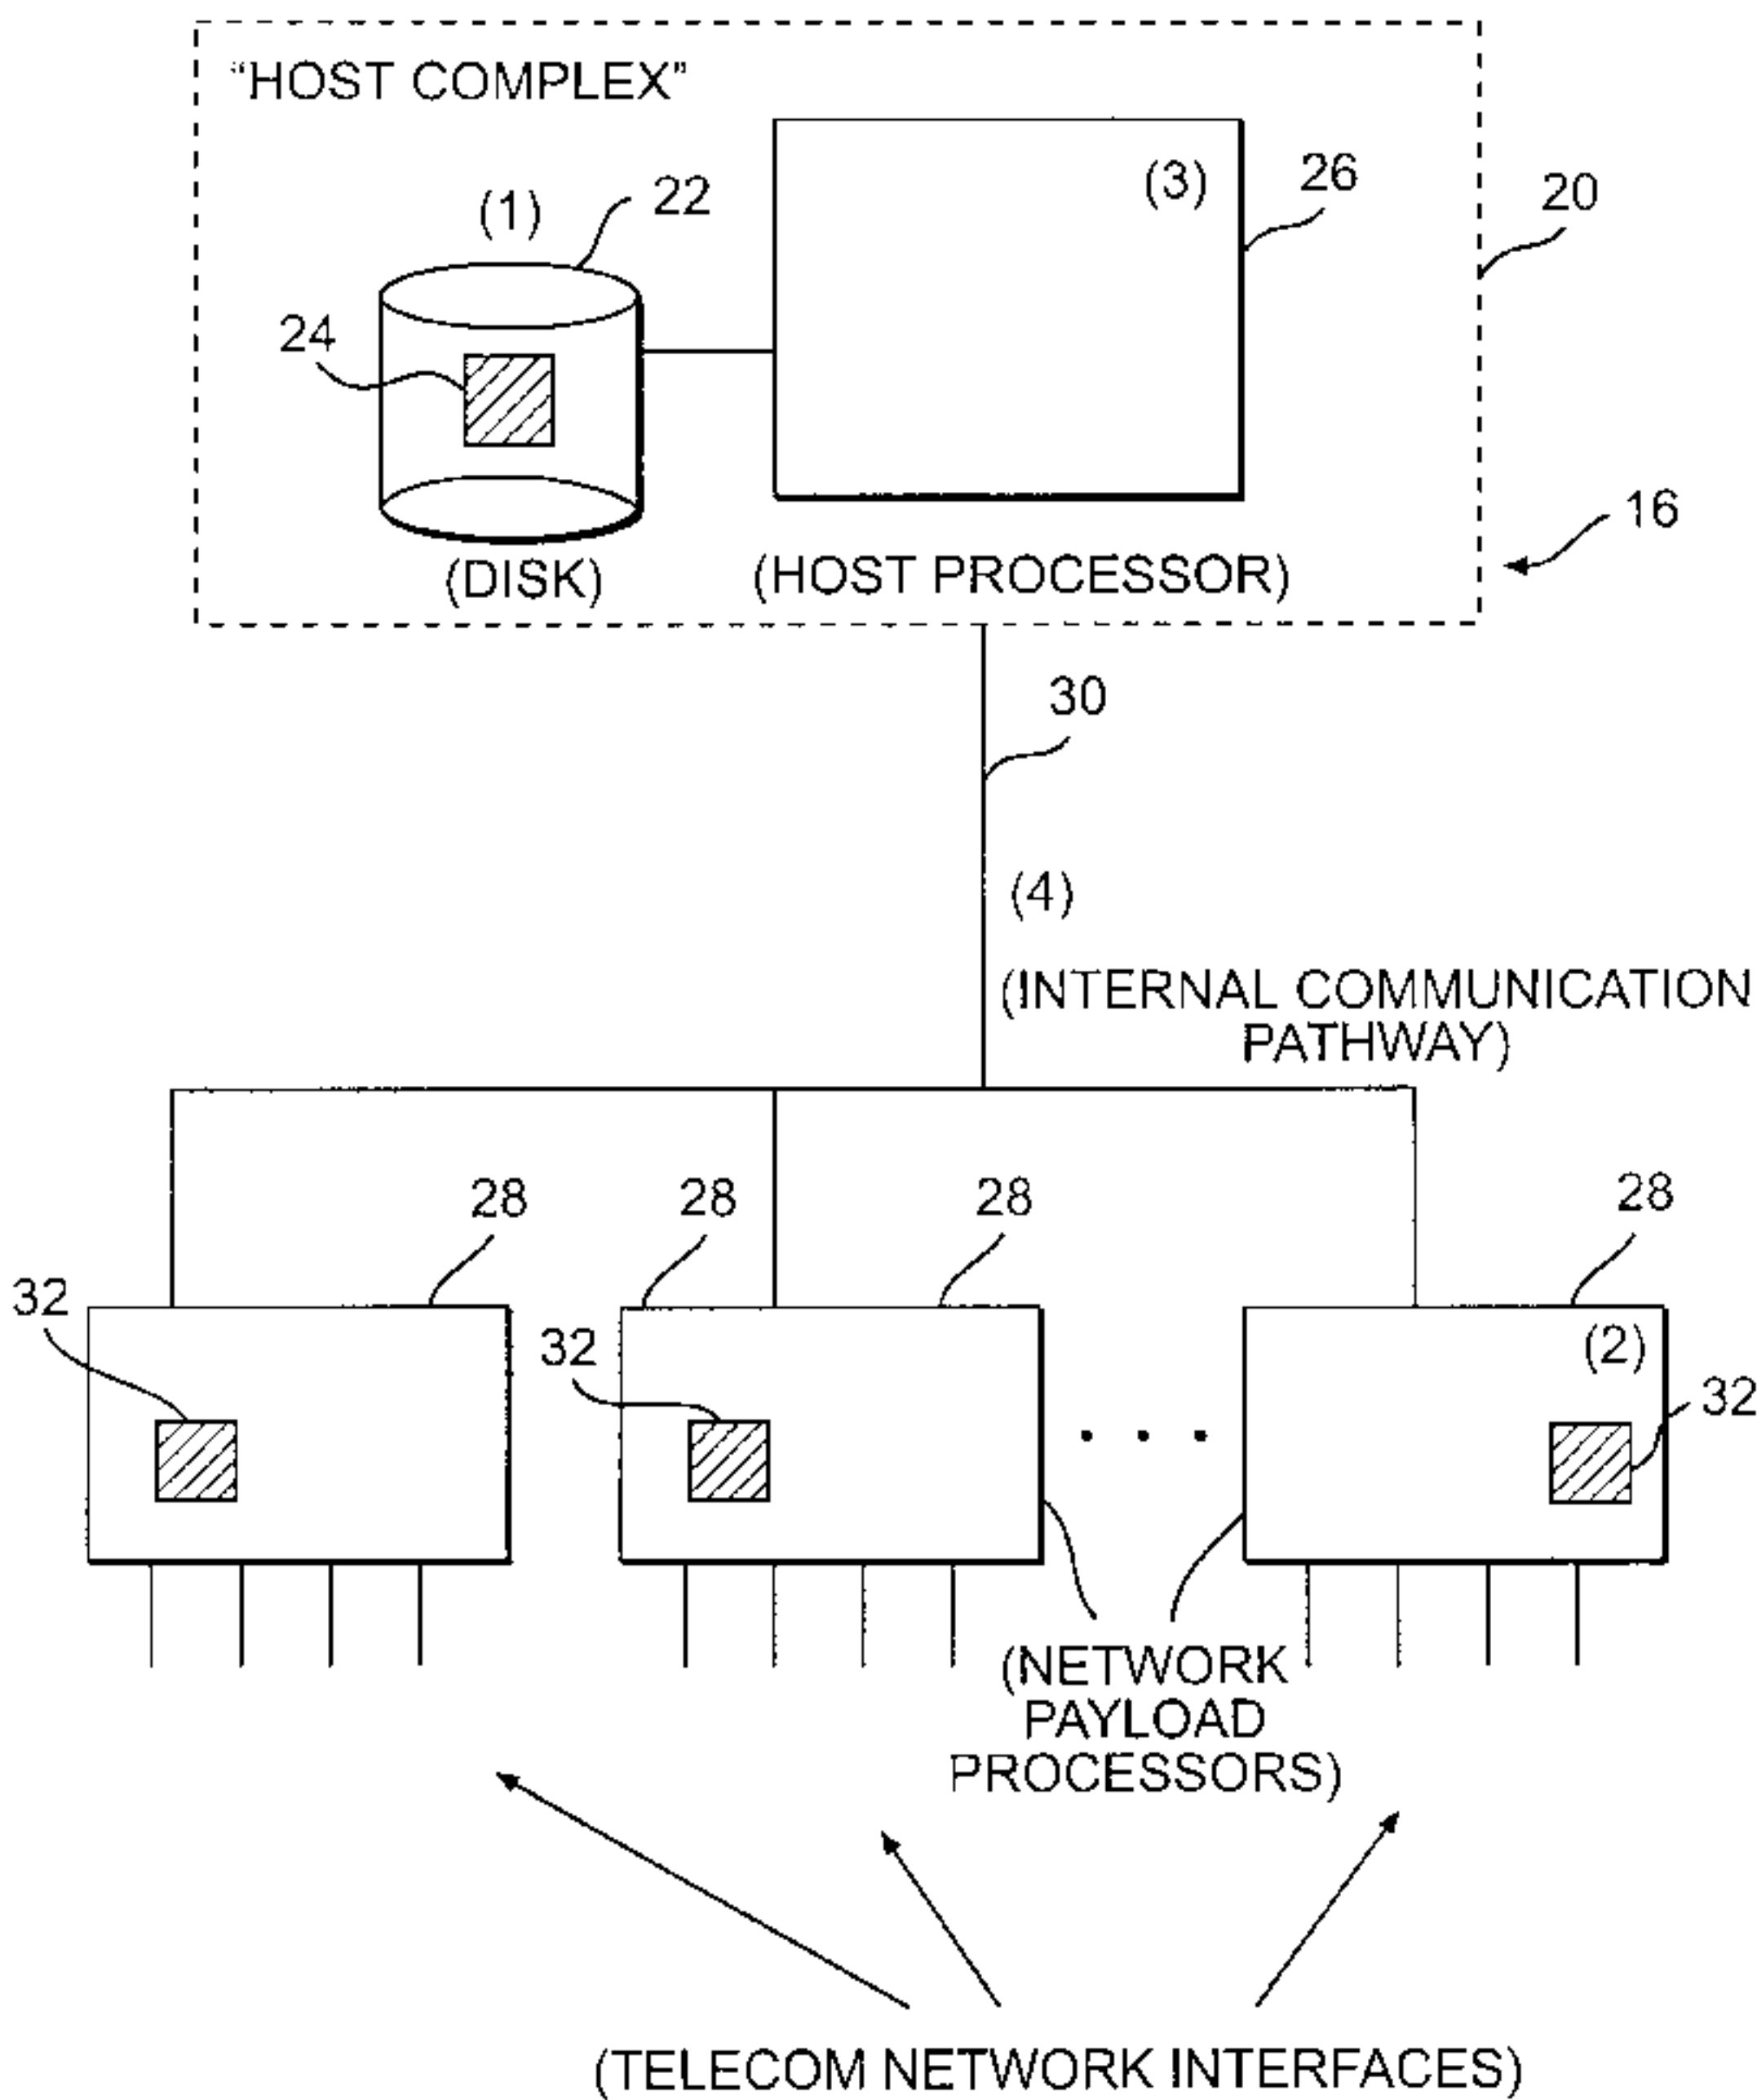 “HOST COMPLEX”
(1)
22
(3)
26
20
24
16
(DISK)
(HOST PROCESSOR)
30
(4)
(INTERNAL COMMUNICATION
PATHWAY)
28
28
28
28
32
32
(2)
32
(NETWORK
PAYLOAD
PROCESSORS)
(TELECOM NETWORK INTERFACES)